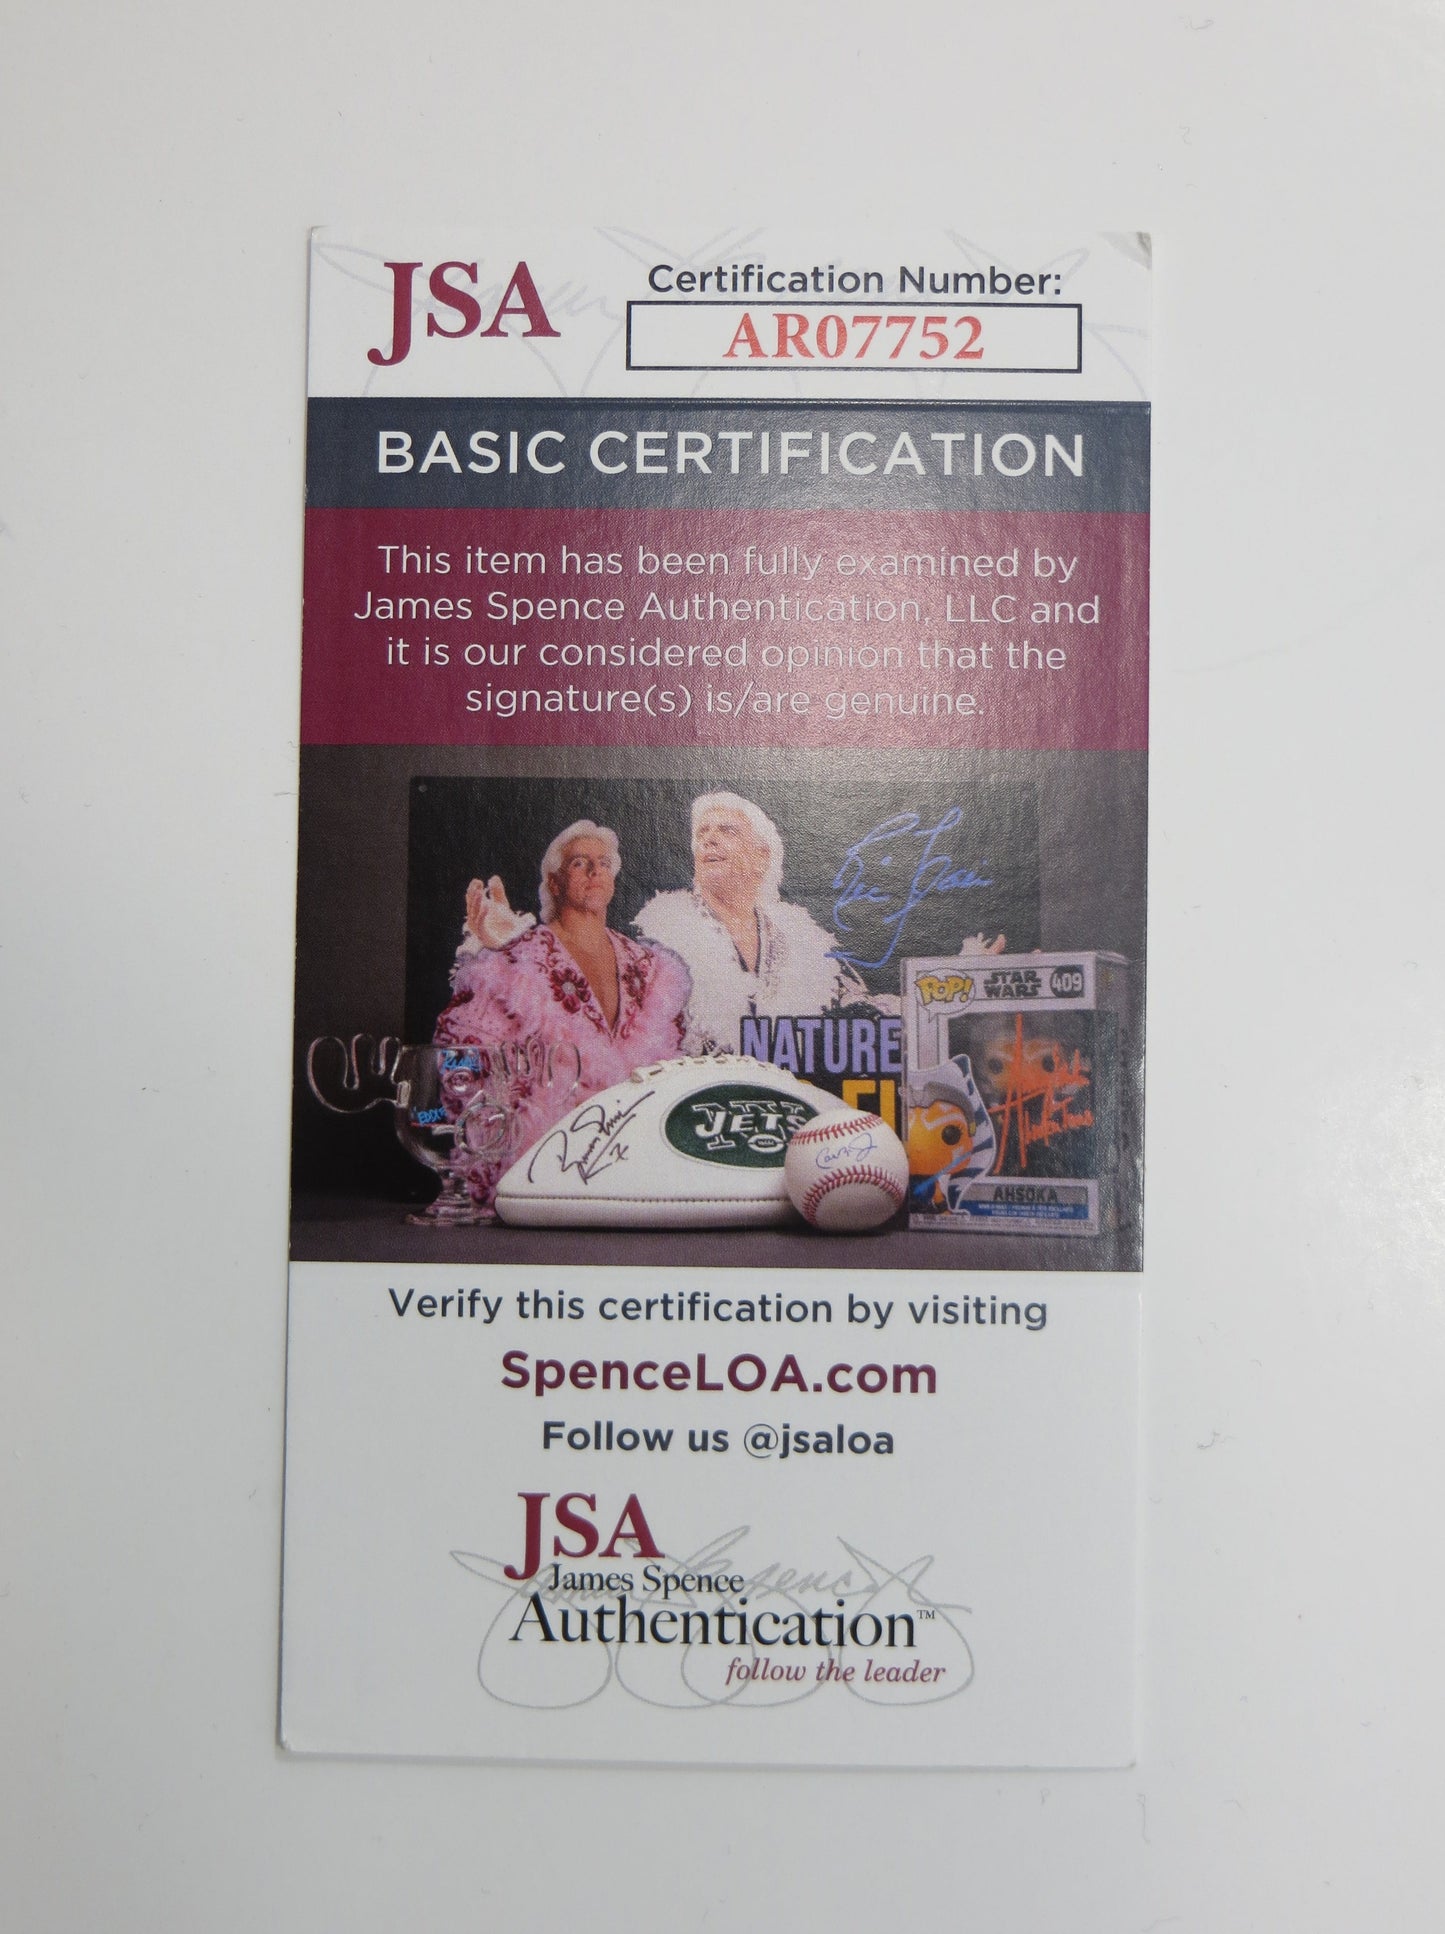 JSA
Certification Number:
AR07752
BASIC CERTIFICATION
This item has been fully examined by
James Spence Authentication, LLC and
it is our considered opinion that the
signature(s) is/are genuine.
POP!
STAR
WARS
409
NATURE
JETS
AHSOKA
Verify this certification by visiting
SpenceLOA.com
Follow us @jsaloa
JSA
James Spence
Authentication™
follow the leader